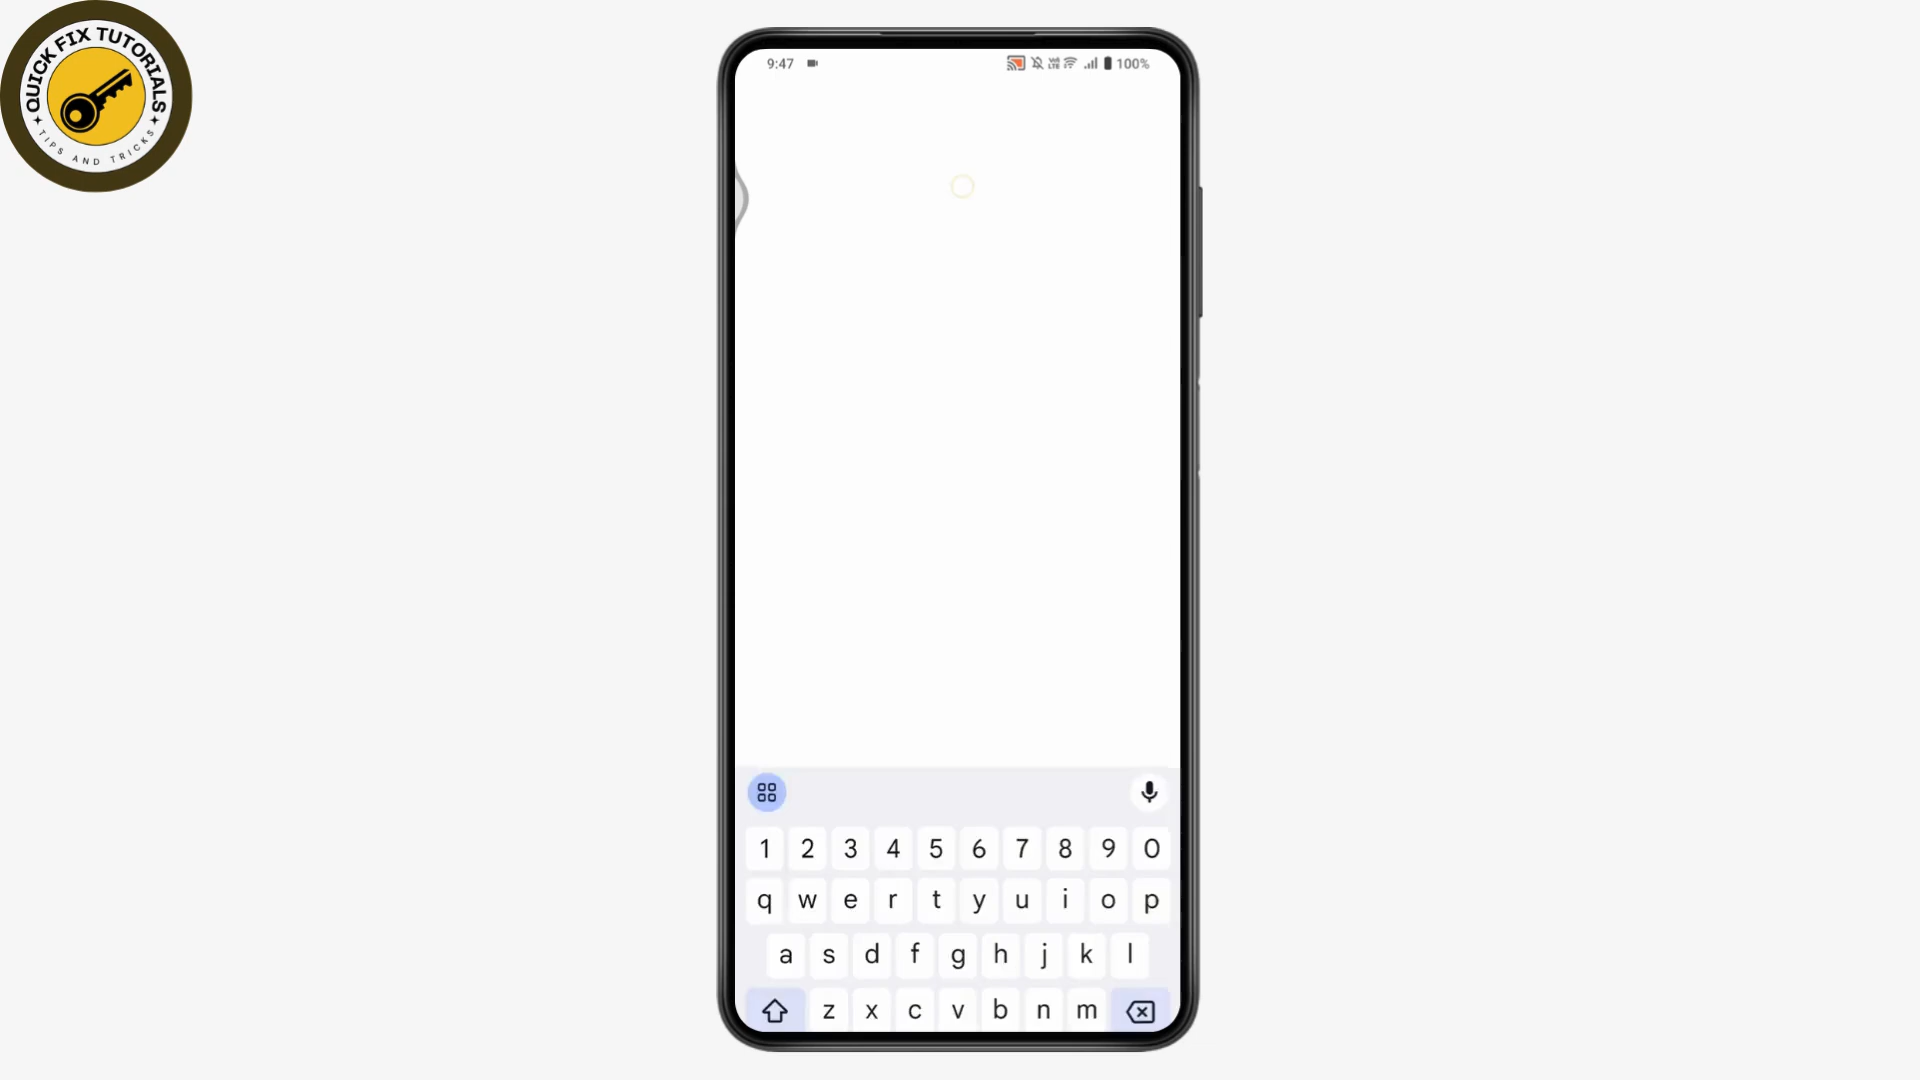 QUICK FIX TUTORIALS
TIPS AND TRICKS
9:47
100%
1 2 3 4 5 6 7 8 9 0
q w e r t y u i o p
a s d f g h j k l
z x c v b n m